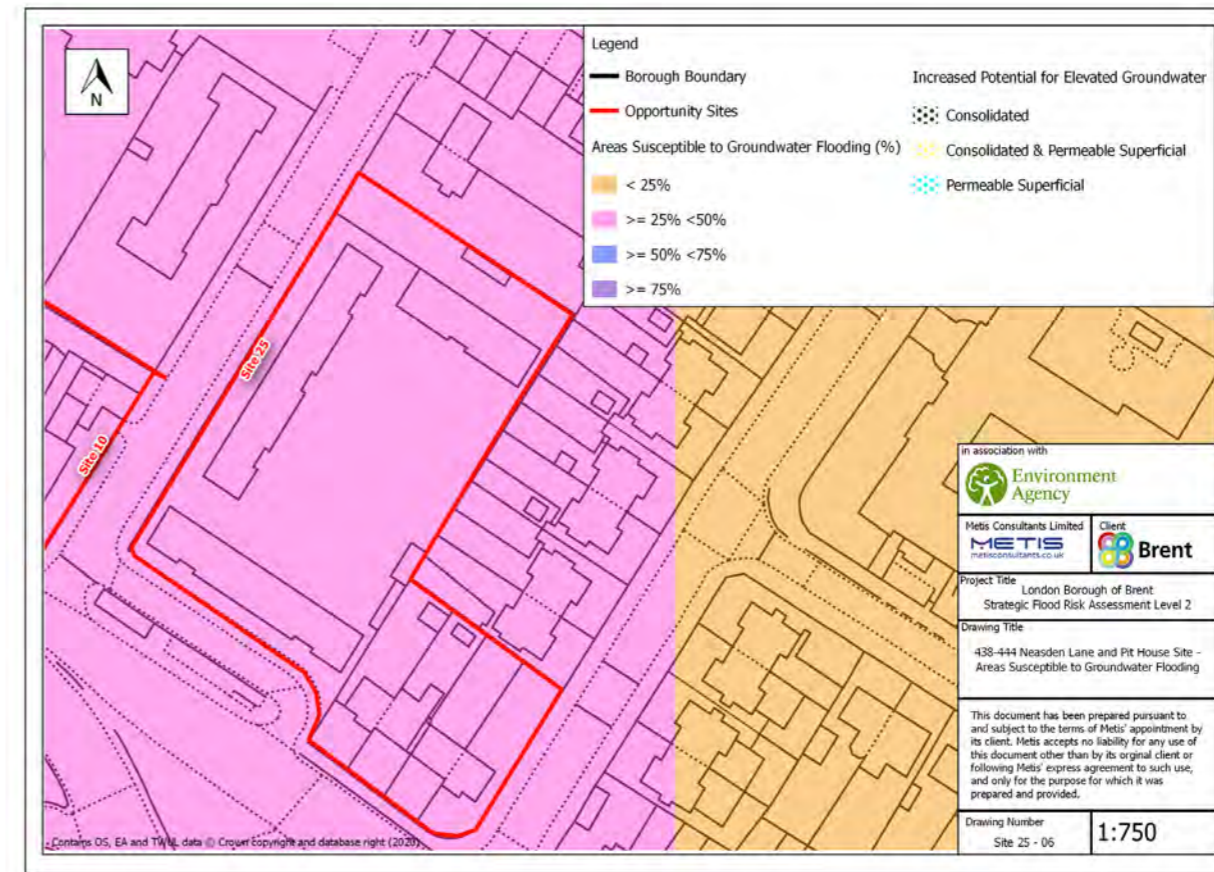 N
Legend
Borough Boundary
Opportunity Sites
Areas Susceptible to Groundwater Flooding (%)
< 25%
>= 25% <50%
>= 50% <75%
>= 75%
Increased Potential for Elevated Groundwater
Consolidated
Consolidated & Permeable Superficial
Permeable Superficial
Site 25
Site 10
in association with
Environment
Agency
Metis Consultants Limited
METIS
metisconsultants.co.uk
Client
Brent
Project Title
London Borough of Brent
Strategic Flood Risk Assessment Level 2
Drawing Title
438-444 Neasden Lane and Pit House Site -
Areas Susceptible to Groundwater Flooding
This document has been prepared pursuant to
and subject to the terms of Metis' appointment by
its client. Metis accepts no liability for any use of
this document other than by its orginal client or
following Metis' express agreement to such use,
and only for the purpose for which it was
prepared and provided.
Drawing Number
Site 25 - 06
1:750
Contains OS, EA and TWUL data © Crown copyright and database right (2020)